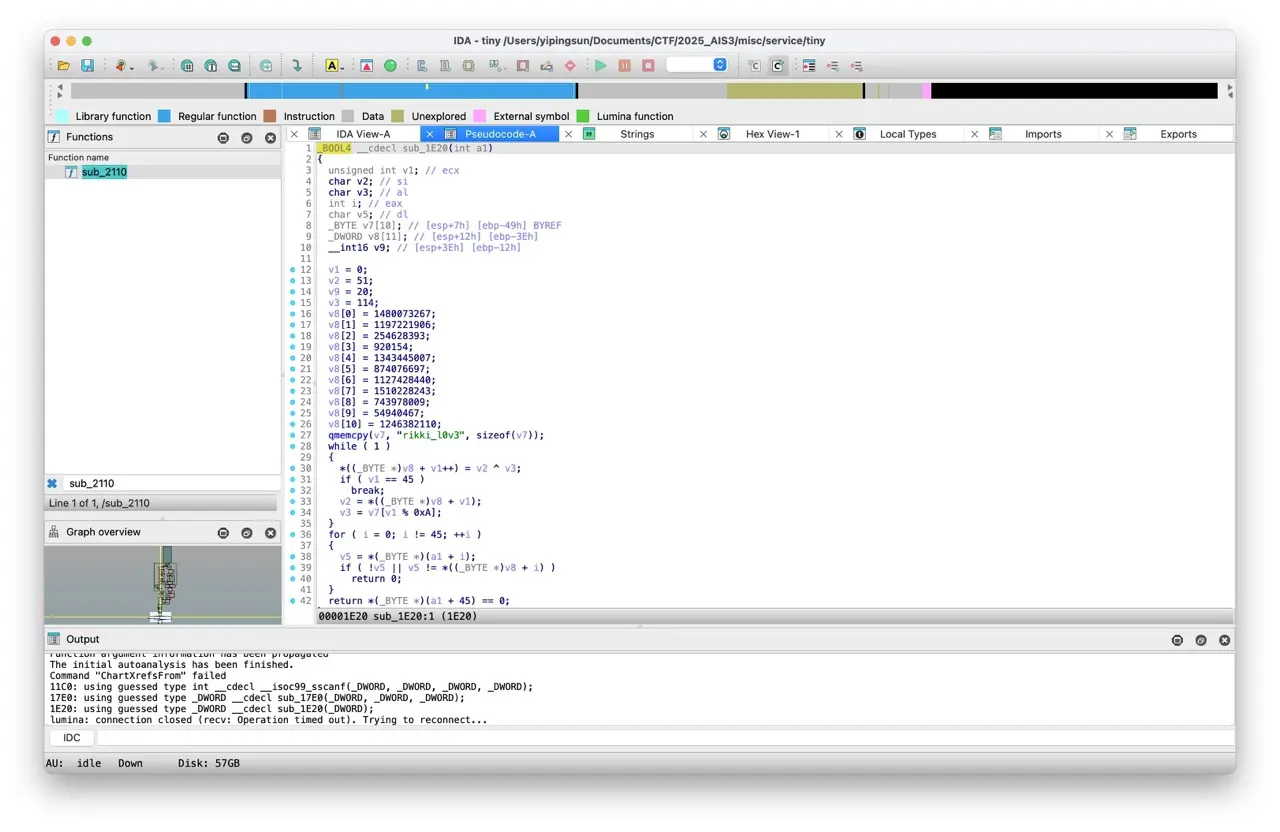 IDA - tiny /Users/yipingsun/Documents/CTF/2025_AIS3/misc/service/tiny
Library function Regular function Instruction Data Unexplored External symbol Lumina function
Functions
IDA View-A Pseudocode-A Strings Hex View-1 Local Types Imports Exports
Function name
sub_2110
1 _BOOL4 __cdecl sub_1E20(int a1)
2 {
3 unsigned int v1; // ecx
4 char v2; // si
5 char v3; // al
6 int i; // eax
7 char v5; // dl
8 _BYTE v7[10]; // [esp+7h] [ebp-49h] BYREF
9 _DWORD v8[11]; // [esp+12h] [ebp-3Eh]
10 __int16 v9; // [esp+3Eh] [ebp-12h]
11
12 v1 = 0;
13 v2 = 51;
14 v9 = 20;
15 v3 = 114;
16 v8[0] = 1480073267;
17 v8[1] = 1197221906;
18 v8[2] = 254628393;
19 v8[3] = 920154;
20 v8[4] = 1343445007;
21 v8[5] = 874076697;
22 v8[6] = 1127428440;
23 v8[7] = 1510228243;
24 v8[8] = 743978009;
25 v8[9] = 54940467;
26 v8[10] = 1246382110;
27 qmemcpy(v7, "rikki_l0v3", sizeof(v7));
28 while ( 1 )
29 {
30 *((_BYTE *)v8 + v1++) = v2 ^ v3;
31 if ( v1 == 45 )
32 break;
33 v2 = *((_BYTE *)v8 + v1);
34 v3 = v7[v1 % 0xA];
35 }
36 for ( i = 0; i != 45; ++i )
37 {
38 v5 = *(_BYTE *)(a1 + i);
39 if ( !v5 || v5 != *((_BYTE *)v8 + i) )
40 return 0;
41 }
42 return *(_BYTE *)(a1 + 45) == 0;
00001E20 sub_1E20:1 (1E20)
sub_2110
Line 1 of 1, /sub_2110
Graph overview
Output
Function argument information has been propagated
The initial autoanalysis has been finished.
Command "ChartXrefsFrom" failed
11C0: using guessed type int __cdecl __isoc99_sscanf(_DWORD, _DWORD, _DWORD, _DWORD);
17E0: using guessed type _DWORD __cdecl sub_17E0(_DWORD, _DWORD, _DWORD);
1E20: using guessed type _DWORD __cdecl sub_1E20(_DWORD);
lumina: connection closed (recv: Operation timed out). Trying to reconnect...
IDC
AU: idle Down Disk: 57GB